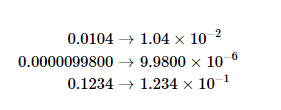 0.0104 → 1.04 × 10⁻²
0.0000099800 → 9.9800 × 10⁻⁶
0.1234 → 1.234 × 10⁻¹